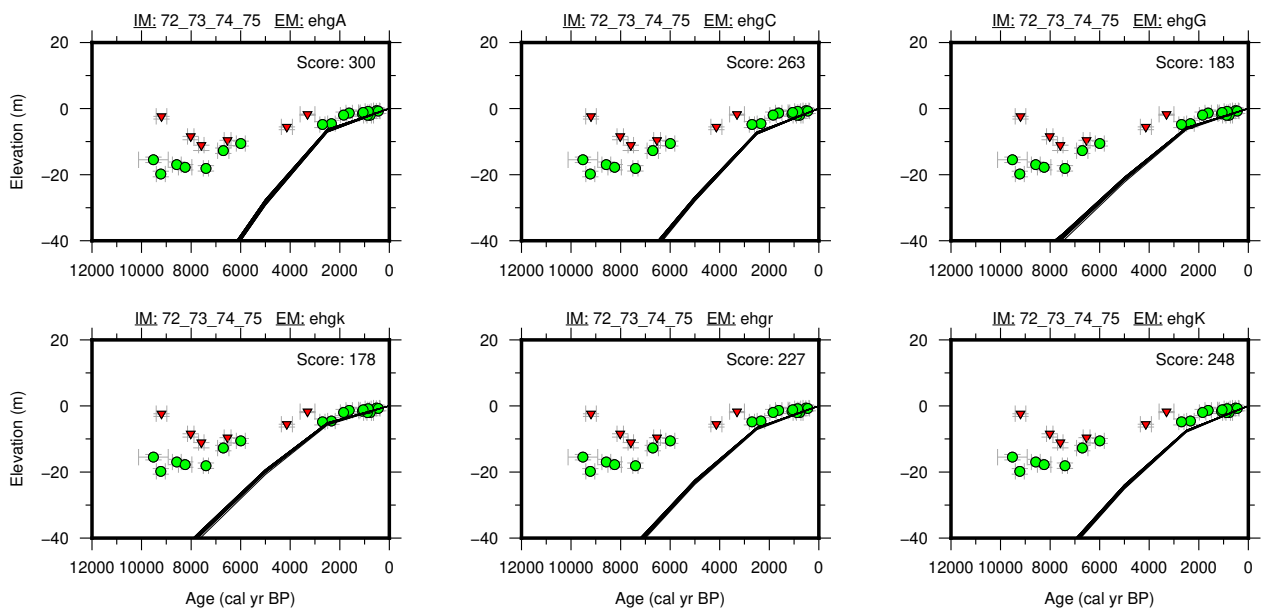 IM: 72_73_74_75 EM: ehgA
IM: 72_73_74_75 EM: ehgC
IM: 72_73_74_75 EM: ehgG
20
0
−20
−40
Elevation (m)
Score: 300
12000 10000 8000 6000 4000 2000 0
20
0
−20
−40
Score: 263
12000 10000 8000 6000 4000 2000 0
20
0
−20
−40
Score: 183
12000 10000 8000 6000 4000 2000 0
IM: 72_73_74_75 EM: ehgk
IM: 72_73_74_75 EM: ehgr
IM: 72_73_74_75 EM: ehgK
20
0
−20
−40
Elevation (m)
Score: 178
12000 10000 8000 6000 4000 2000 0
Age (cal yr BP)
20
0
−20
−40
Score: 227
12000 10000 8000 6000 4000 2000 0
Age (cal yr BP)
20
0
−20
−40
Score: 248
12000 10000 8000 6000 4000 2000 0
Age (cal yr BP)